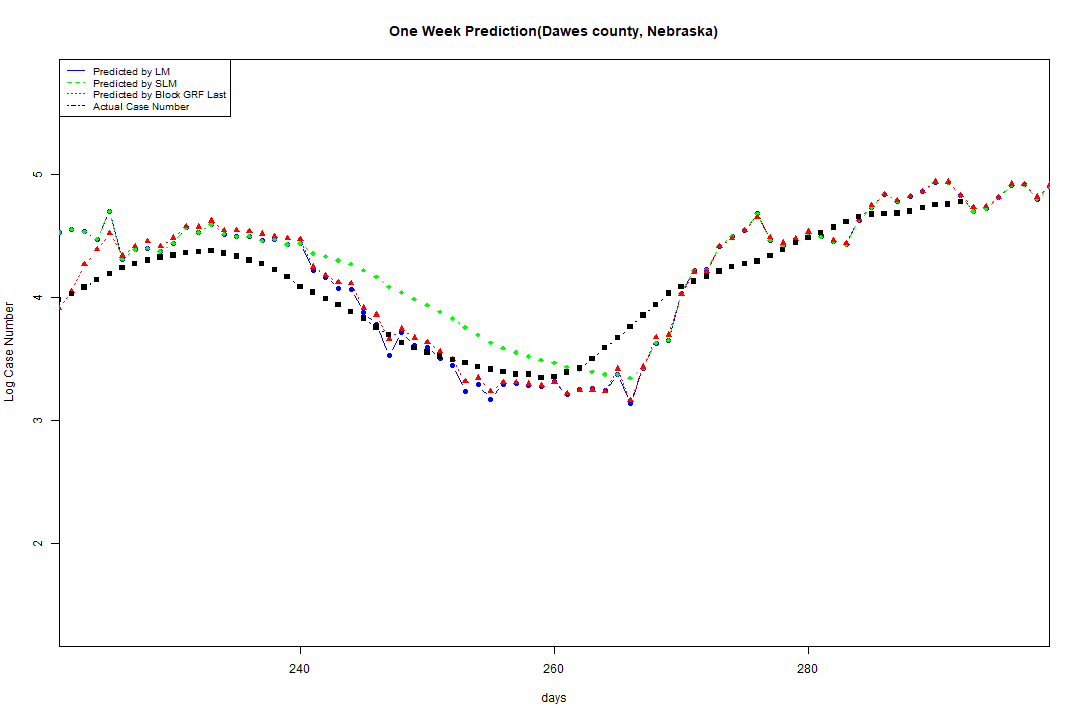 One Week Prediction(Dawes county, Nebraska)
Predicted by LM
Predicted by SLM
Predicted by Block GRF Last
Actual Case Number
5
4
3
2
Log Case Number
240
260
280
days